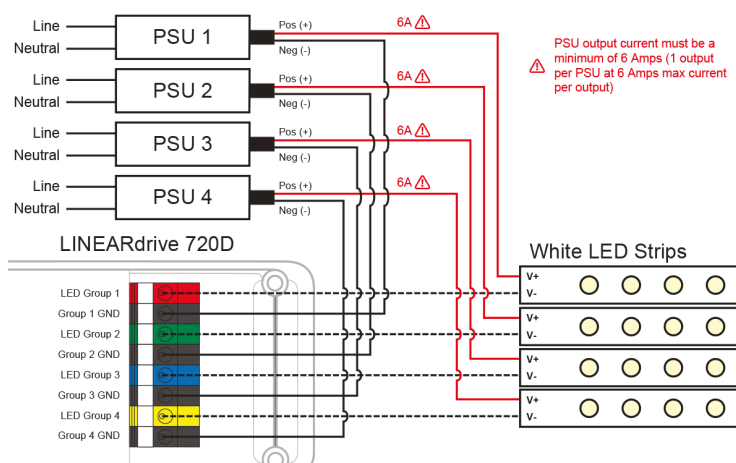 Line
Neutral
PSU 1
Pos (+)
Neg (-)
6A
Line
Neutral
PSU 2
Pos (+)
Neg (-)
6A
Line
Neutral
PSU 3
Pos (+)
Neg (-)
6A
Line
Neutral
PSU 4
Pos (+)
Neg (-)
6A
PSU output current must be a
minimum of 6 Amps (1 output
per PSU at 6 Amps max current
per output)
LINEARdrive 720D
LED Group 1
Group 1 GND
LED Group 2
Group 2 GND
LED Group 3
Group 3 GND
LED Group 4
Group 4 GND
White LED Strips
V+
V-
V+
V-
V+
V-
V+
V-